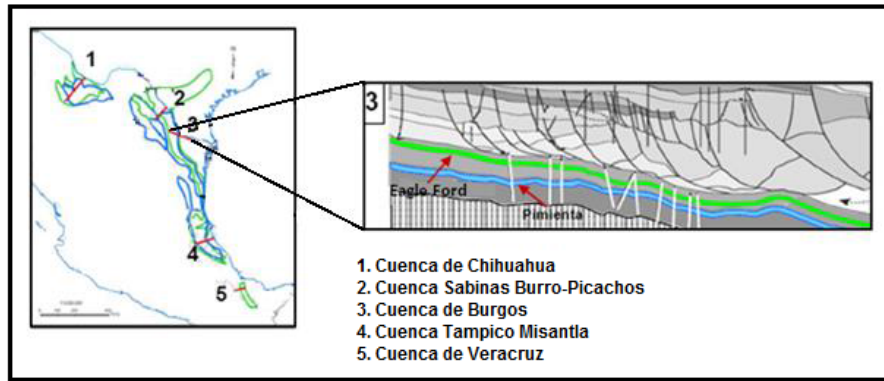 1
2
3
4
5
3
Eagle Ford
Pimienta
1. Cuenca de Chihuahua
2. Cuenca Sabinas Burro-Picachos
3. Cuenca de Burgos
4. Cuenca Tampico Misantla
5. Cuenca de Veracruz